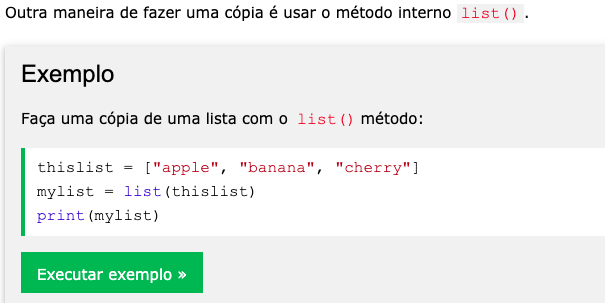 Outra maneira de fazer uma cópia é usar o método interno list().
Exemplo
Faça uma cópia de uma lista com o list() método:
thislist = ["apple", "banana", "cherry"]
mylist = list(thislist)
print(mylist)
Executar exemplo »